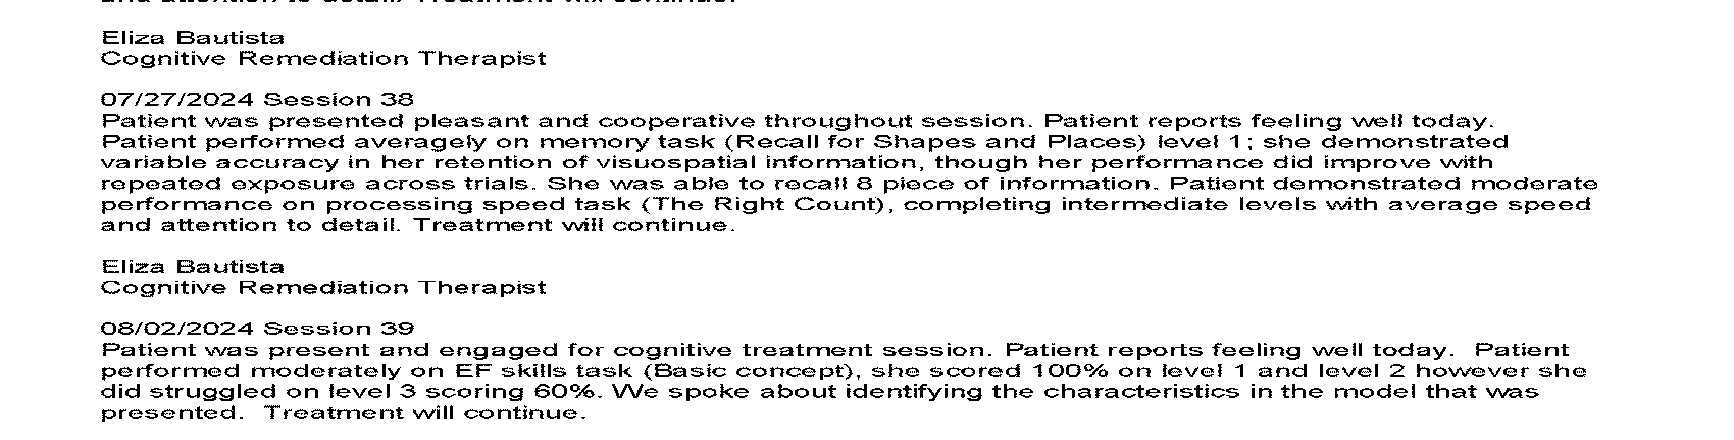 and attention to detail. Treatment will continue.
Eliza Bautista
Cognitive Remediation Therapist
07/27/2024 Session 38
Patient was presented pleasant and cooperative throughout session. Patient reports feeling well today.
Patient performed averagely on memory task (Recall for Shapes and Places) level 1; she demonstrated
variable accuracy in her retention of visuospatial information, though her performance did improve with
repeated exposure across trials. She was able to recall 8 piece of information. Patient demonstrated moderate
performance on processing speed task (The Right Count), completing intermediate levels with average speed
and attention to detail. Treatment will continue.
Eliza Bautista
Cognitive Remediation Therapist
08/02/2024 Session 39
Patient was present and engaged for cognitive treatment session. Patient reports feeling well today.  Patient
performed moderately on EF skills task (Basic concept), she scored 100% on level 1 and level 2 however she
did struggled on level 3 scoring 60%. We spoke about identifying the characteristics in the model that was
presented.  Treatment will continue.